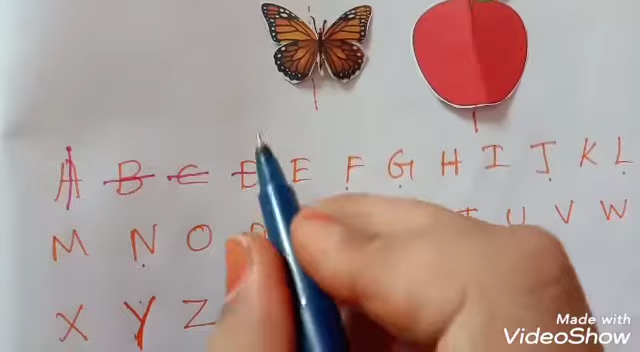 A B C D E F G H I J K L
M N O U V W
X Y Z
Made with
VideoShow